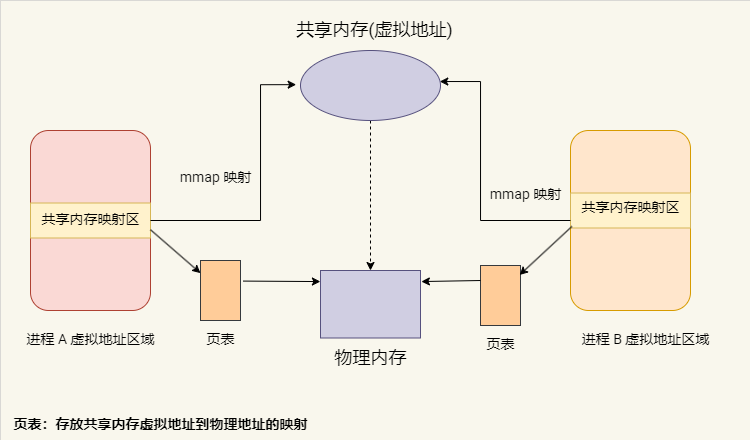 共享内存(虚拟地址)
mmap 映射
mmap 映射
共享内存映射区
共享内存映射区
进程 A 虚拟地址区域
页表
物理内存
页表
进程 B 虚拟地址区域
页表：存放共享内存虚拟地址到物理地址的映射